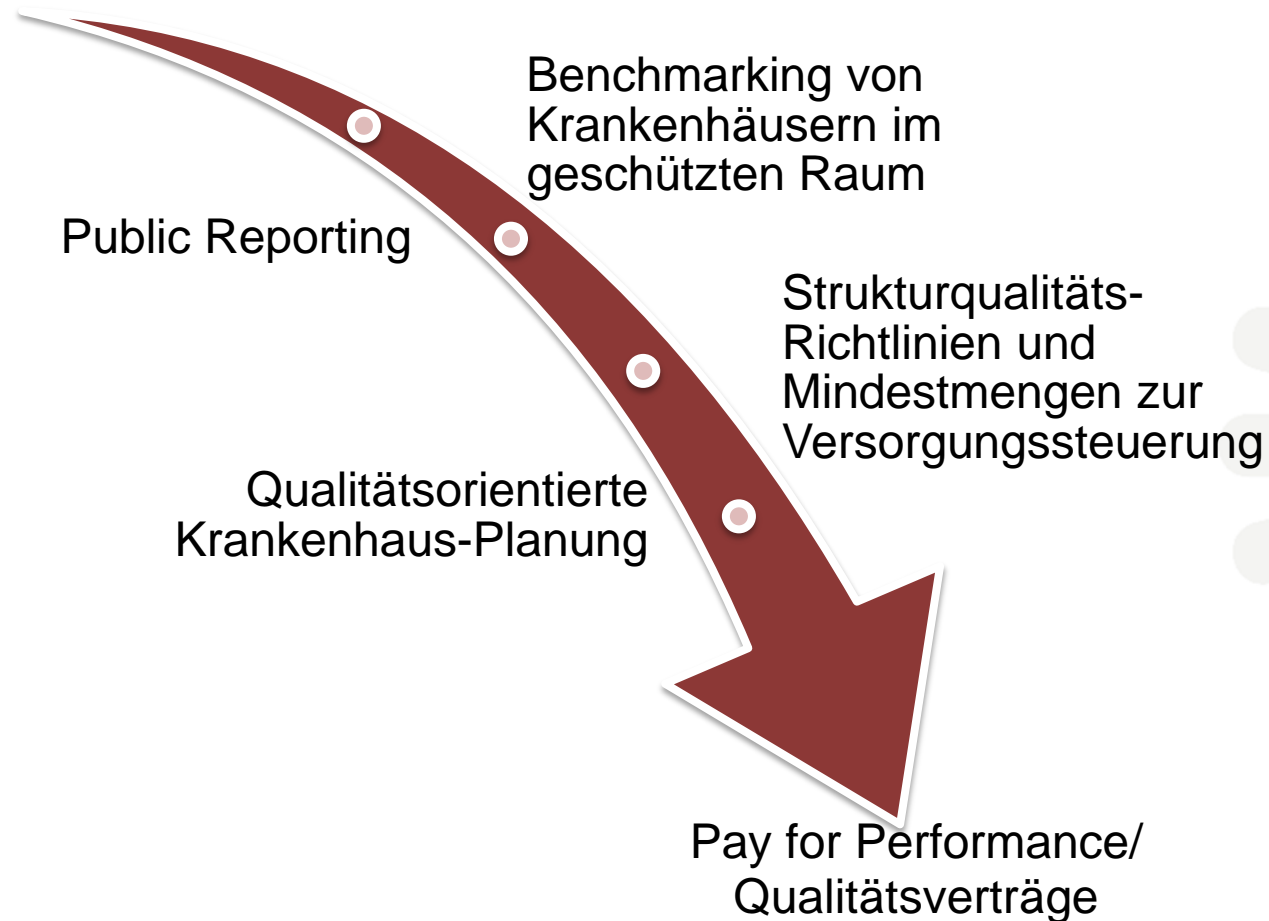 Benchmarking von
Krankenhäusern im
geschützten Raum
Public Reporting
Strukturqualitäts-
Richtlinien und
Mindestmengen zur
Versorgungssteuerung
Qualitätsorientierte
Krankenhaus-Planung
Pay for Performance/
Qualitätsverträge